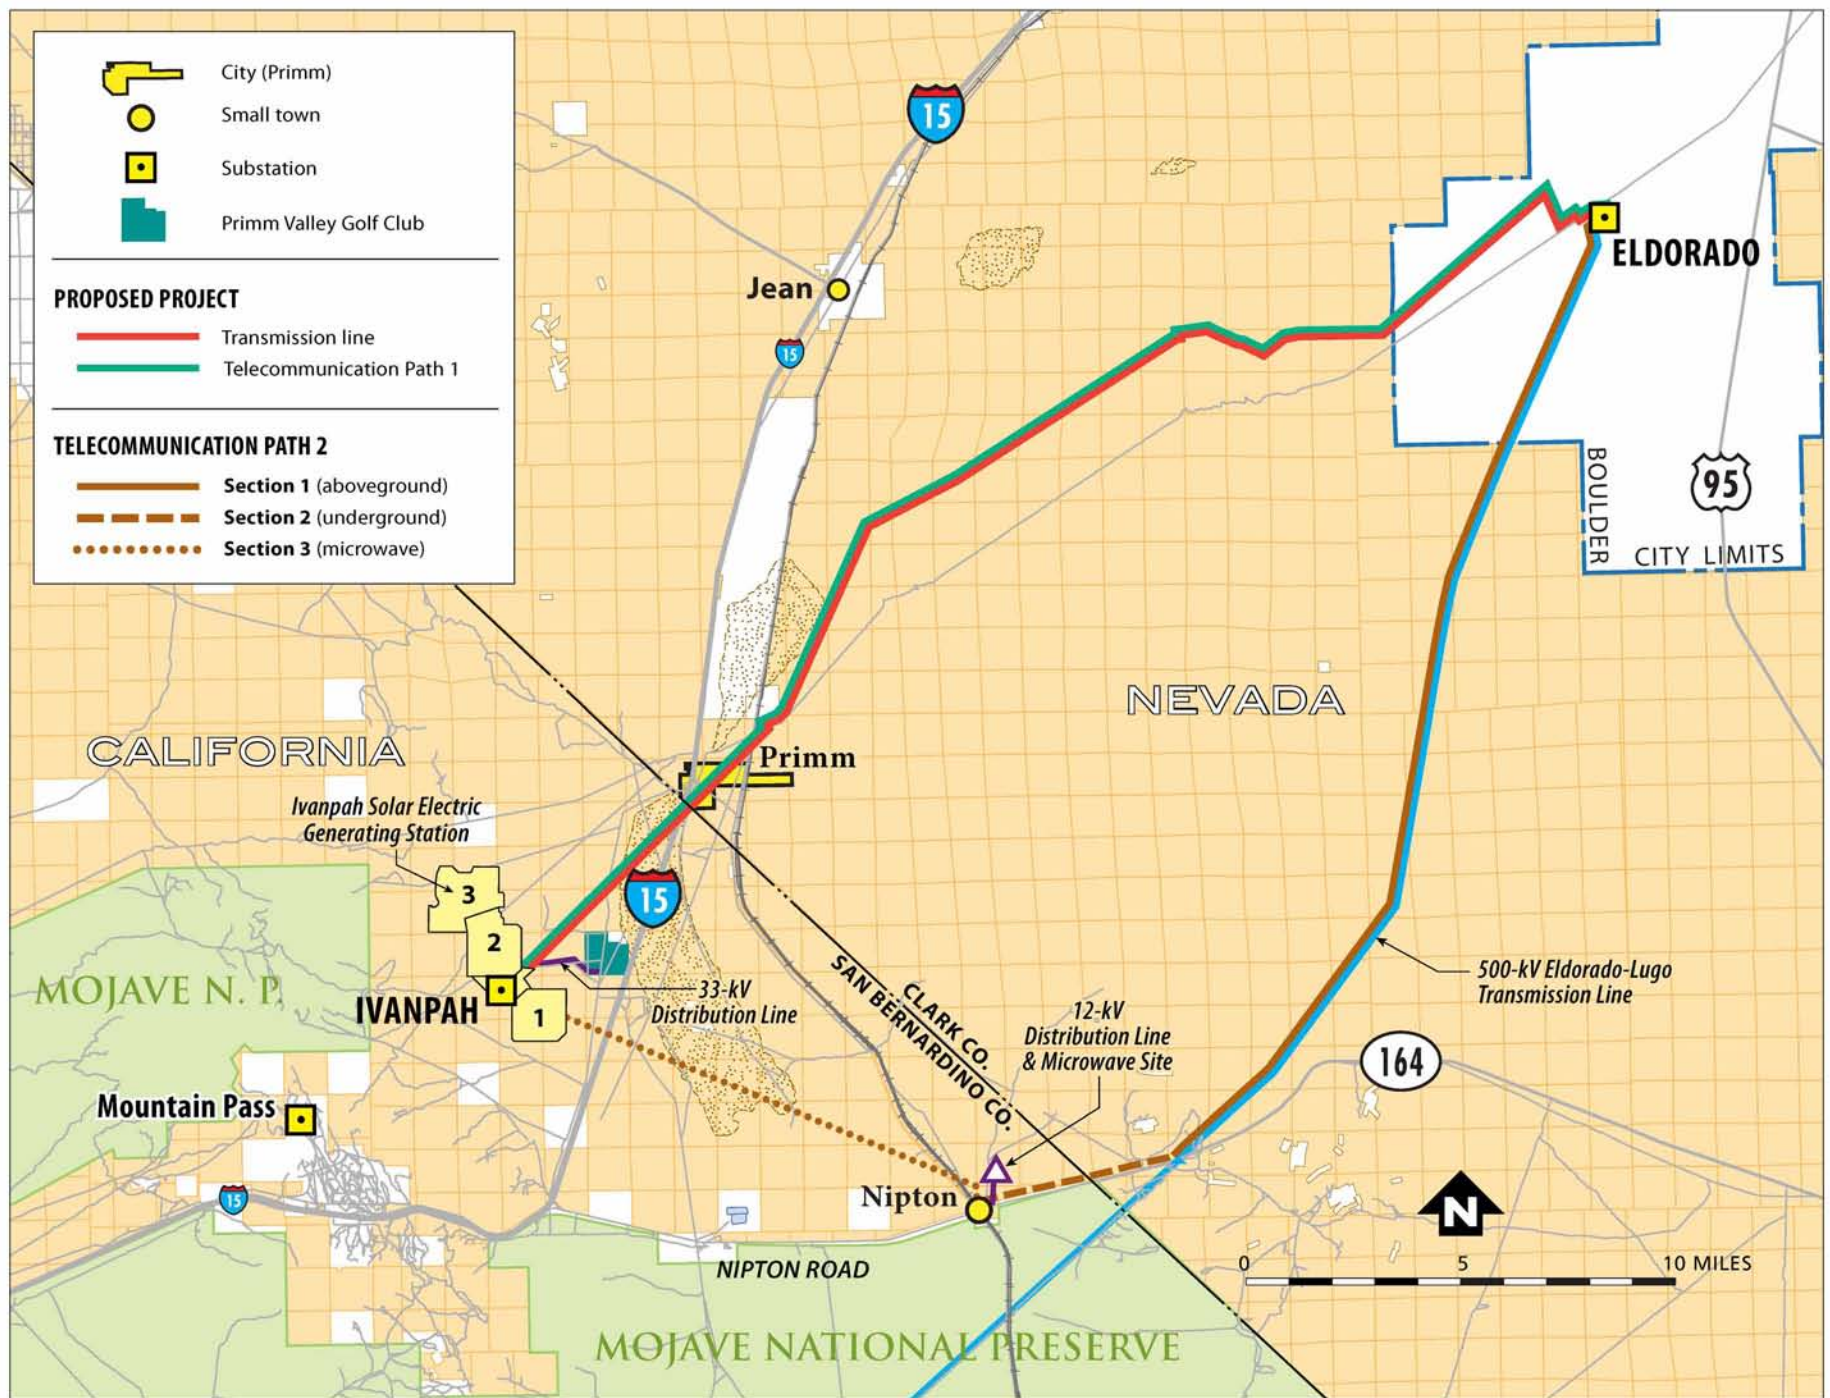 City (Primm)
Small town
Substation
Primm Valley Golf Club
PROPOSED PROJECT
Transmission line
Telecommunication Path 1
TELECOMMUNICATION PATH 2
Section 1 (aboveground)
Section 2 (underground)
Section 3 (microwave)
15
ELDORADO
Jean
15
BOULDER
CITY LIMITS
95
NEVADA
CALIFORNIA
Primm
Ivanpah Solar Electric
Generating Station
3
2
1
15
MOJAVE N. P.
IVANPAH
33-kV
Distribution Line
CLARK CO.
SAN BERNARDINO CO.
500-kV Eldorado-Lugo
Transmission Line
12-kV
Distribution Line
& Microwave Site
164
Mountain Pass
15
Nipton
N
NIPTON ROAD
0 5 10 MILES
MOJAVE NATIONAL PRESERVE